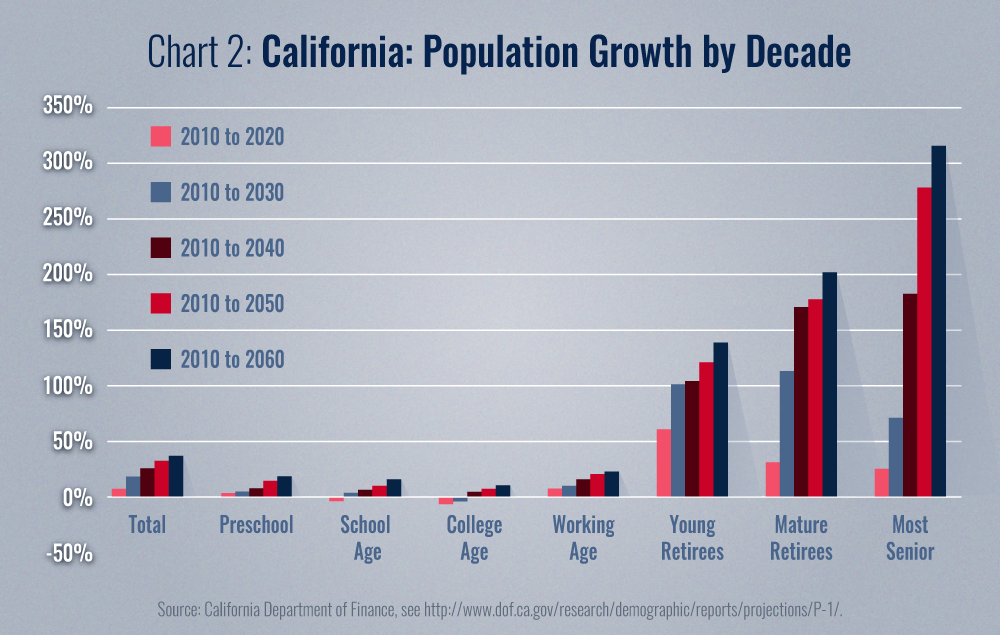 Chart 2: California: Population Growth by Decade
350%
300%
250%
200%
150%
100%
50%
0%
-50%
2010 to 2020
2010 to 2030
2010 to 2040
2010 to 2050
2010 to 2060
Total
Preschool
School
Age
College
Age
Working
Age
Young
Retirees
Mature
Retirees
Most
Senior
Source: California Department of Finance, see http://www.dof.ca.gov/research/demographic/reports/projections/P-1/.